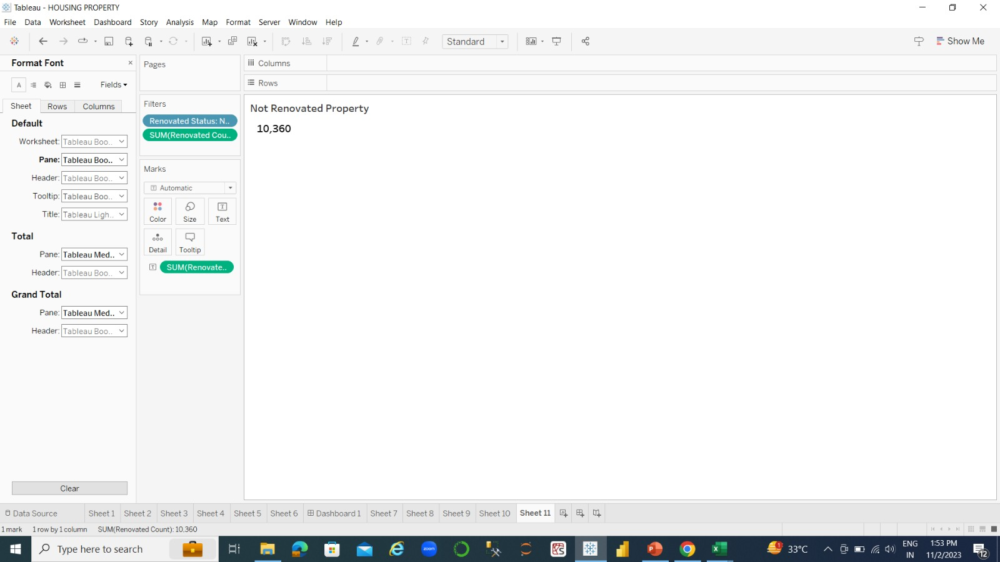 Tableau - HOUSING PROPERTY
File Data Worksheet Dashboard Story Analysis Map Format Server Window Help
Standard
Show Me
Format Font
Fields
Sheet Rows Columns
Default
Worksheet: Tableau Boo..
Pane: Tableau Boo..
Header: Tableau Boo..
Tooltip: Tableau Boo..
Title: Tableau Ligh..
Total
Pane: Tableau Med..
Header: Tableau Boo..
Grand Total
Pane: Tableau Med..
Header: Tableau Boo..
Clear
Pages
Filters
Renovated Status: N..
SUM(Renovated Cou..
Marks
Automatic
Color Size Text
Detail Tooltip
SUM(Renovate..
Columns
Rows
Not Renovated Property
10,360
Data Source Sheet 1 Sheet 2 Sheet 3 Sheet 4 Sheet 5 Sheet 6 Dashboard 1 Sheet 7 Sheet 8 Sheet 9 Sheet 10 Sheet 11
1 mark 1 row by 1 column SUM(Renovated Count): 10,360
Type here to search
zoom
33°C
ENG
IN
1:53 PM
11/2/2023
12